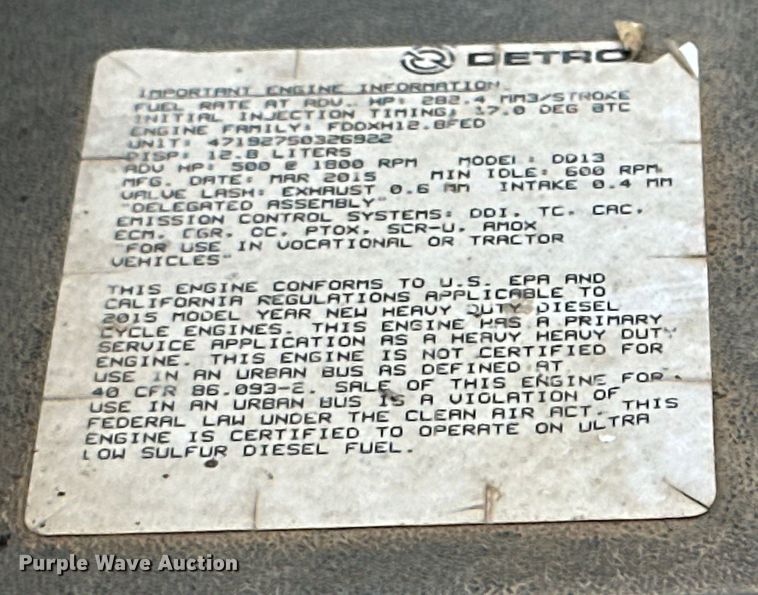 DETRO
IMPORTANT ENGINE INFORMATION.
FUEL RATE AT ADV. HP: 282.4 MM3/STROKE
INITIAL INJECTION TIMING: 17.0 DEG BTC
ENGINE FAMILY: FDDXH12.8FED
UNIT: 47192750326922
DISP: 12.8 LITERS
ADV HP: 500 @ 1800 RPM MODEL: DD13
MFG. DATE: MAR 2015 MIN IDLE: 600 RPM
VALVE LASH: EXHAUST 0.6 MM INTAKE 0.4 MM
"DELEGATED ASSEMBLY"
EMISSION CONTROL SYSTEMS: DDI, TC, CAC,
ECM, EGR, OC, PTOX, SCR-U, AMOX
"FOR USE IN VOCATIONAL OR TRACTOR
VEHICLES"
THIS ENGINE CONFORMS TO U.S. EPA AND
CALIFORNIA REGULATIONS APPLICABLE TO
2015 MODEL YEAR NEW HEAVY DUTY DIESEL
CYCLE ENGINES. THIS ENGINE HAS A PRIMARY
SERVICE APPLICATION AS A HEAVY HEAVY DUTY
ENGINE. THIS ENGINE IS NOT CERTIFIED FOR
USE IN AN URBAN BUS AS DEFINED AT
40 CFR 86.093-2. SALE OF THIS ENGINE FOR
USE IN AN URBAN BUS IS A VIOLATION OF
FEDERAL LAW UNDER THE CLEAN AIR ACT. THIS
ENGINE IS CERTIFIED TO OPERATE ON ULTRA
LOW SULFUR DIESEL FUEL.
Purple Wave Auction